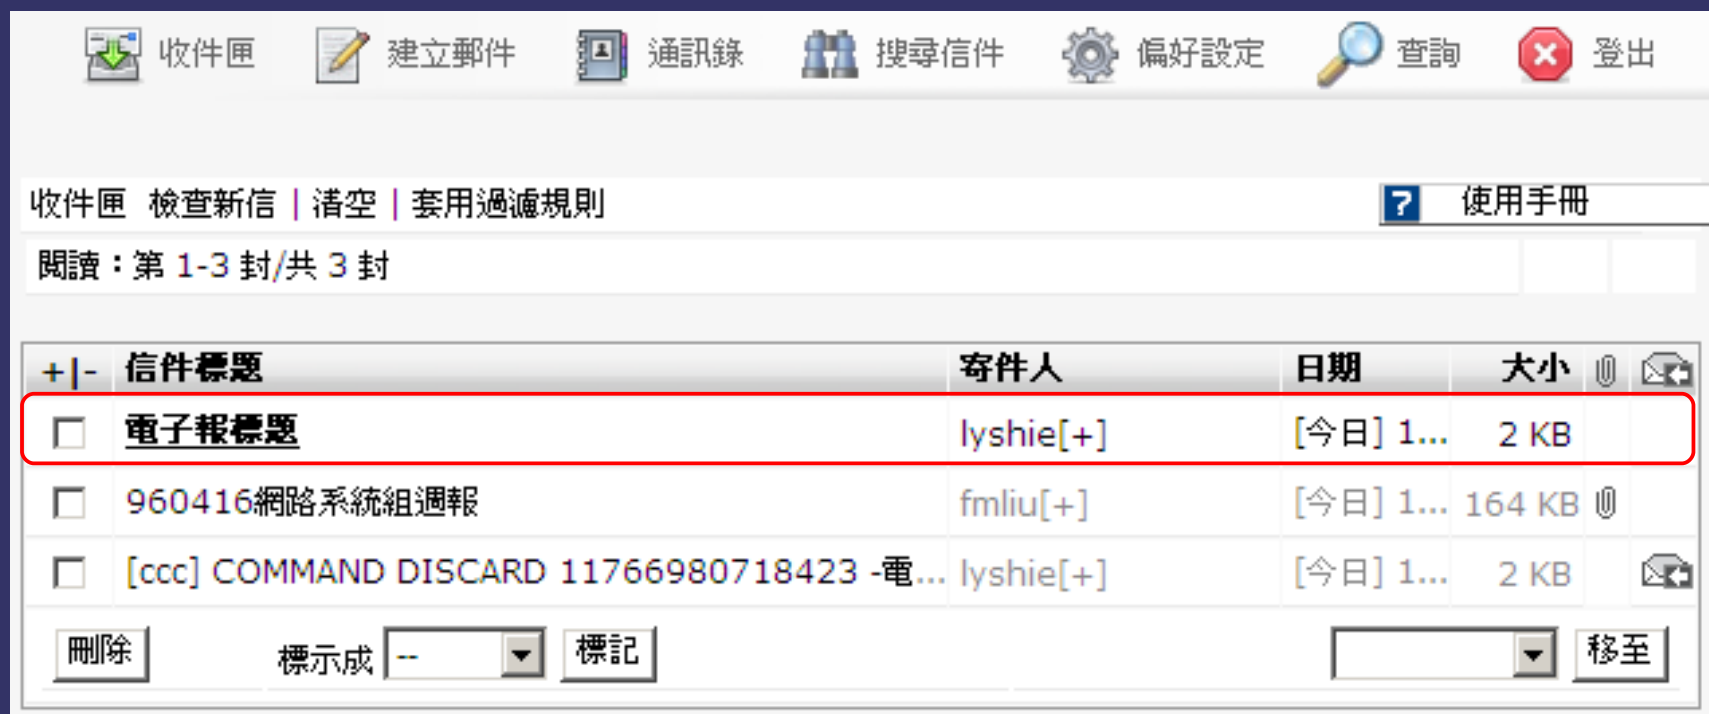 收件匣 建立郵件 通訊錄 搜尋信件 偏好設定 查詢 登出
收件匣 檢查新信 | 清空 | 套用過濾規則 ? 使用手冊
閱讀：第 1-3 封/共 3 封
+|- 信件標題 寄件人 日期 大小
電子報標題 lyshie[+] [今日] 1... 2 KB
960416網路系統組週報 fmliu[+] [今日] 1... 164 KB
[ccc] COMMAND DISCARD 11766980718423 -電... lyshie[+] [今日] 1... 2 KB
刪除 標示成 -- 標記 移至